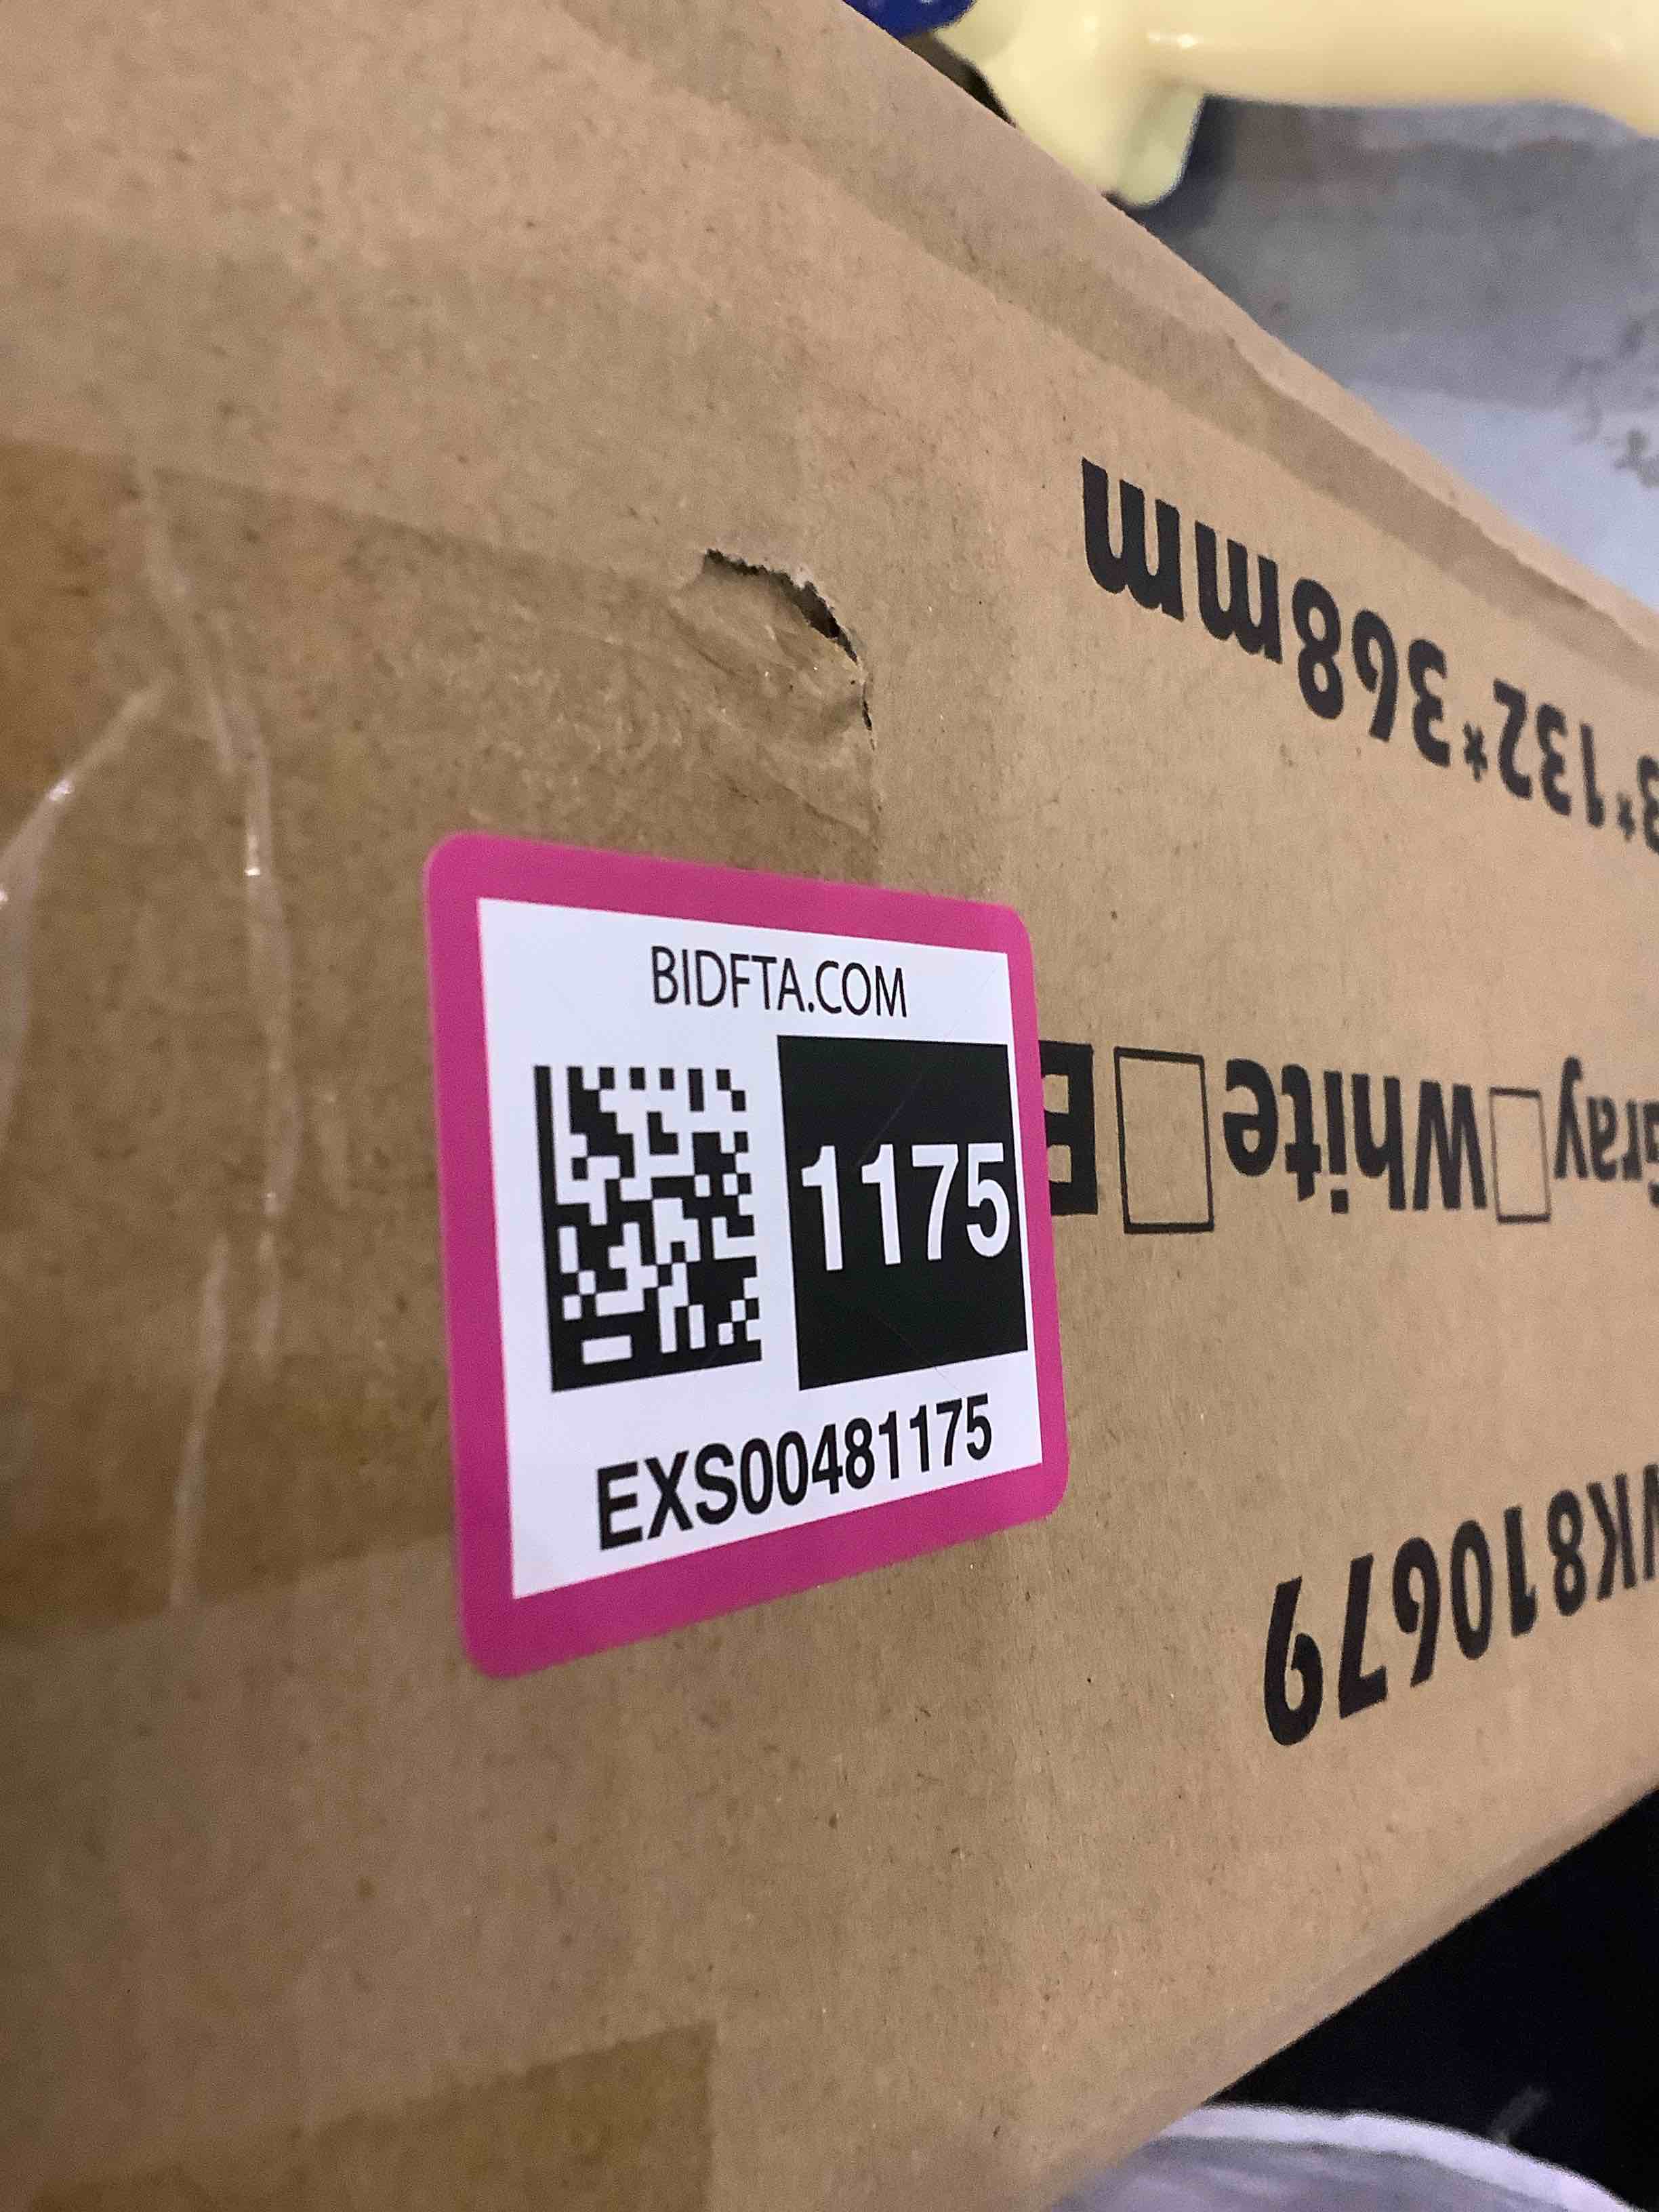 BIDFTA.COM
1175
EXS00481175
3*132*368mm
Gray□White□B
WK810679